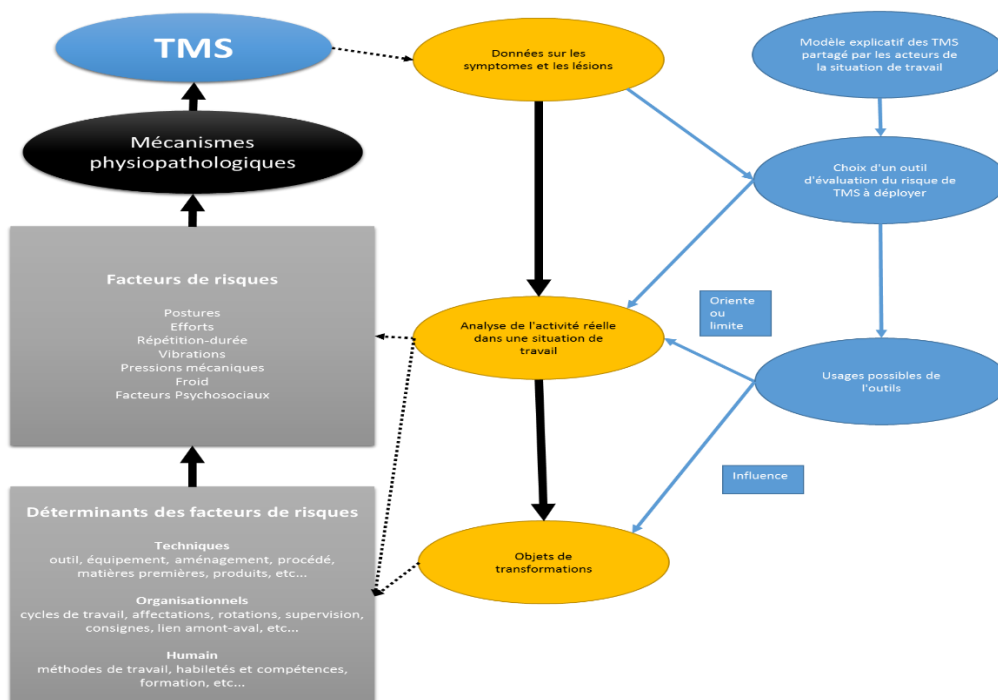 TMS
Mécanismes
physiopathologiques
Facteurs de risques
Postures
Efforts
Répétition-durée
Vibrations
Pressions mécaniques
Froid
Facteurs Psychosociaux
Déterminants des facteurs de risques
Techniques
outil, équipement, aménagement, procédé,
matières premières, produits, etc...
Organisationnels
cycles de travail, affectations, rotations, supervision,
consignes, lien amont-aval, etc...
Humain
méthodes de travail, habiletés et compétences,
formation, etc...
Données sur les
symptomes et les lésions
Analyse de l'activité réelle
dans une situation de
travail
Objets de
transformations
Modèle explicatif des TMS
partagé par les acteurs de
la situation de travail
Choix d'un outil
d'évaluation du risque de
TMS à déployer
Oriente
ou
limite
Usages possibles de
l'outils
Influence